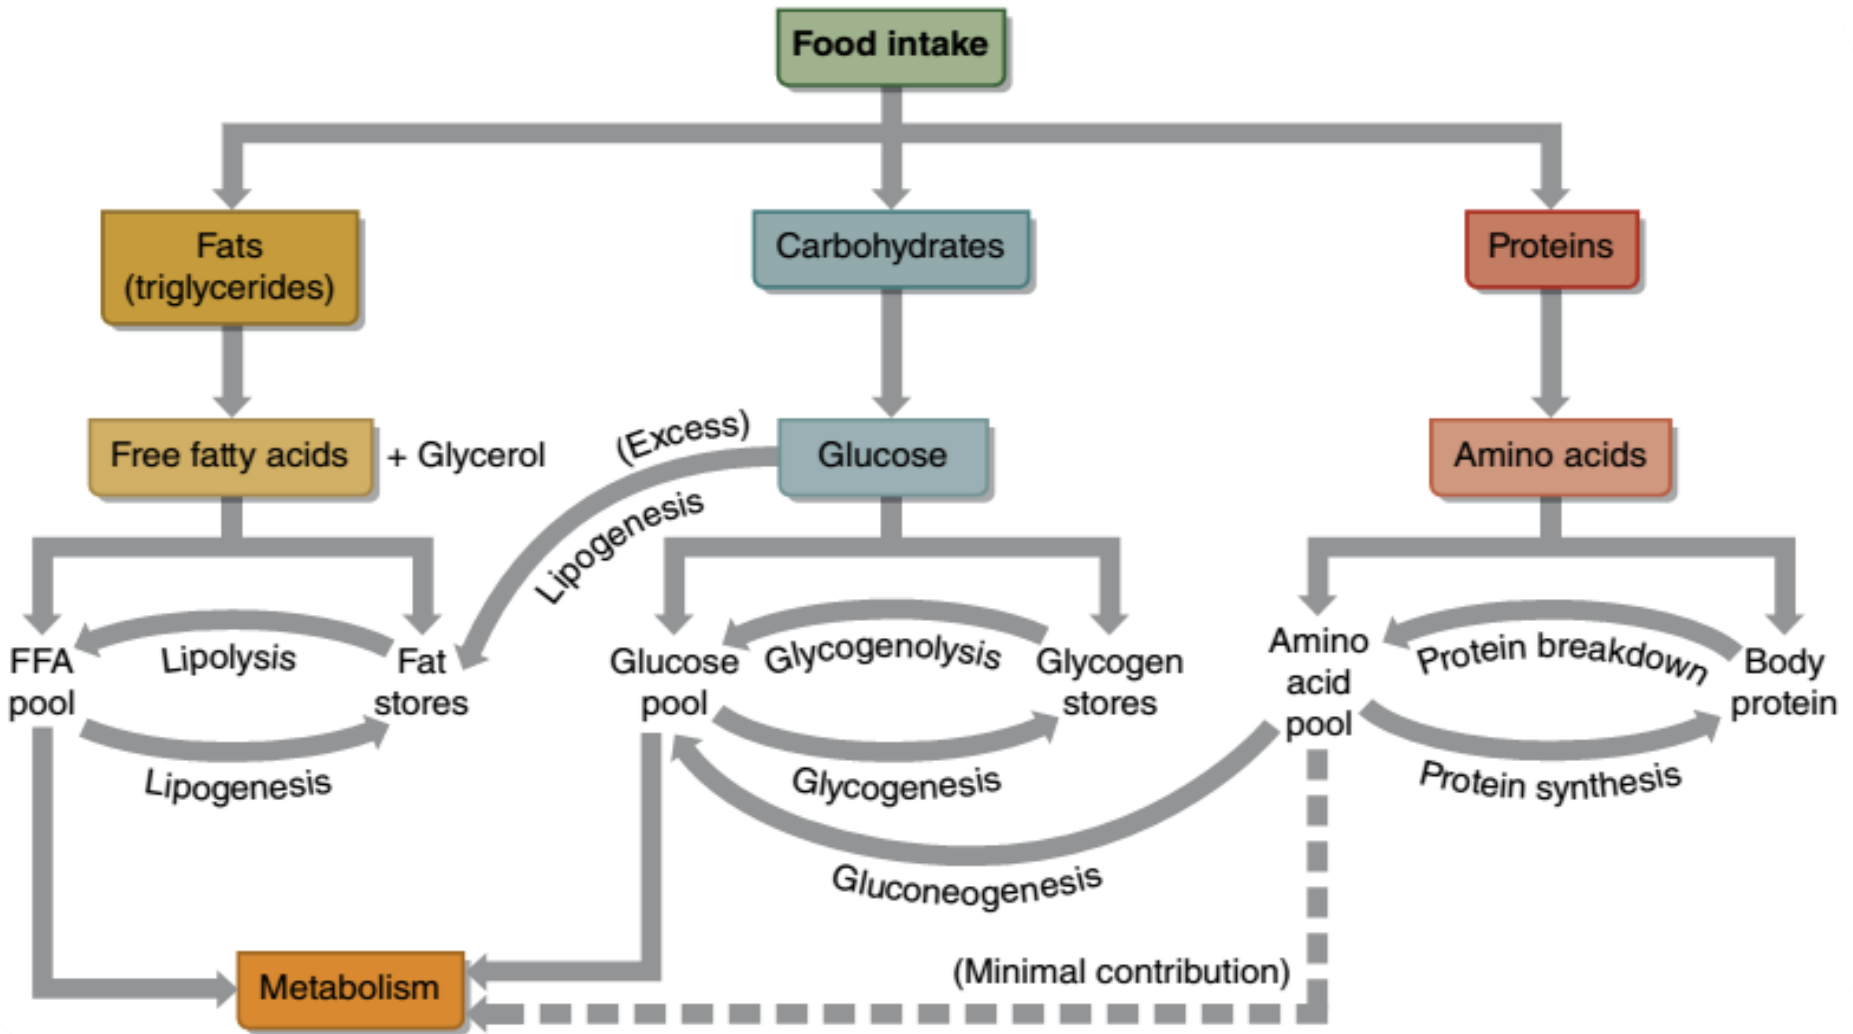 Food intake
Fats
(triglycerides)
Carbohydrates
Proteins
Free fatty acids
+ Glycerol
(Excess)
Lipogenesis
Glucose
Amino acids
FFA
pool
Lipolysis
Fat
stores
Lipogenesis
Glucose
pool
Glycogenolysis
Glycogen
stores
Glycogenesis
Gluconeogenesis
Amino
acid
pool
Protein breakdown
Body
protein
Protein synthesis
Metabolism
(Minimal contribution)